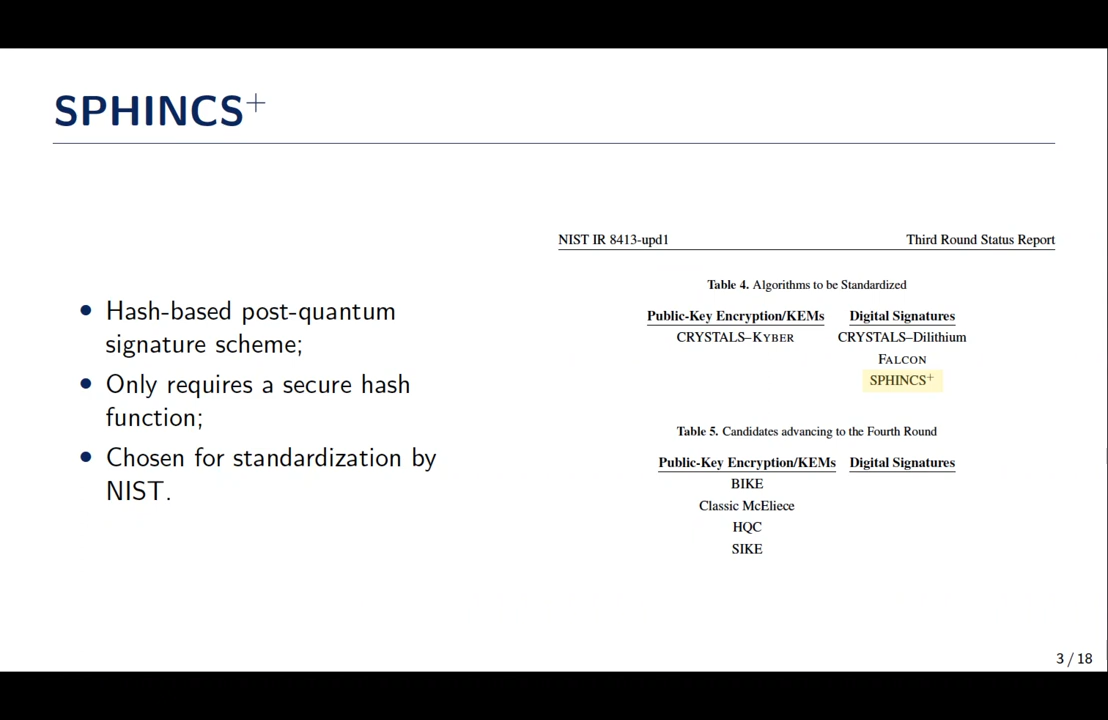 SPHINCS+
• Hash-based post-quantum
signature scheme;
• Only requires a secure hash
function;
• Chosen for standardization by
NIST.
NIST IR 8413-upd1 Third Round Status Report
Table 4. Algorithms to be Standardized
Public-Key Encryption/KEMs Digital Signatures
CRYSTALS–KYBER CRYSTALS–Dilithium
FALCON
SPHINCS+
Table 5. Candidates advancing to the Fourth Round
Public-Key Encryption/KEMs Digital Signatures
BIKE
Classic McEliece
HQC
SIKE
3 / 18